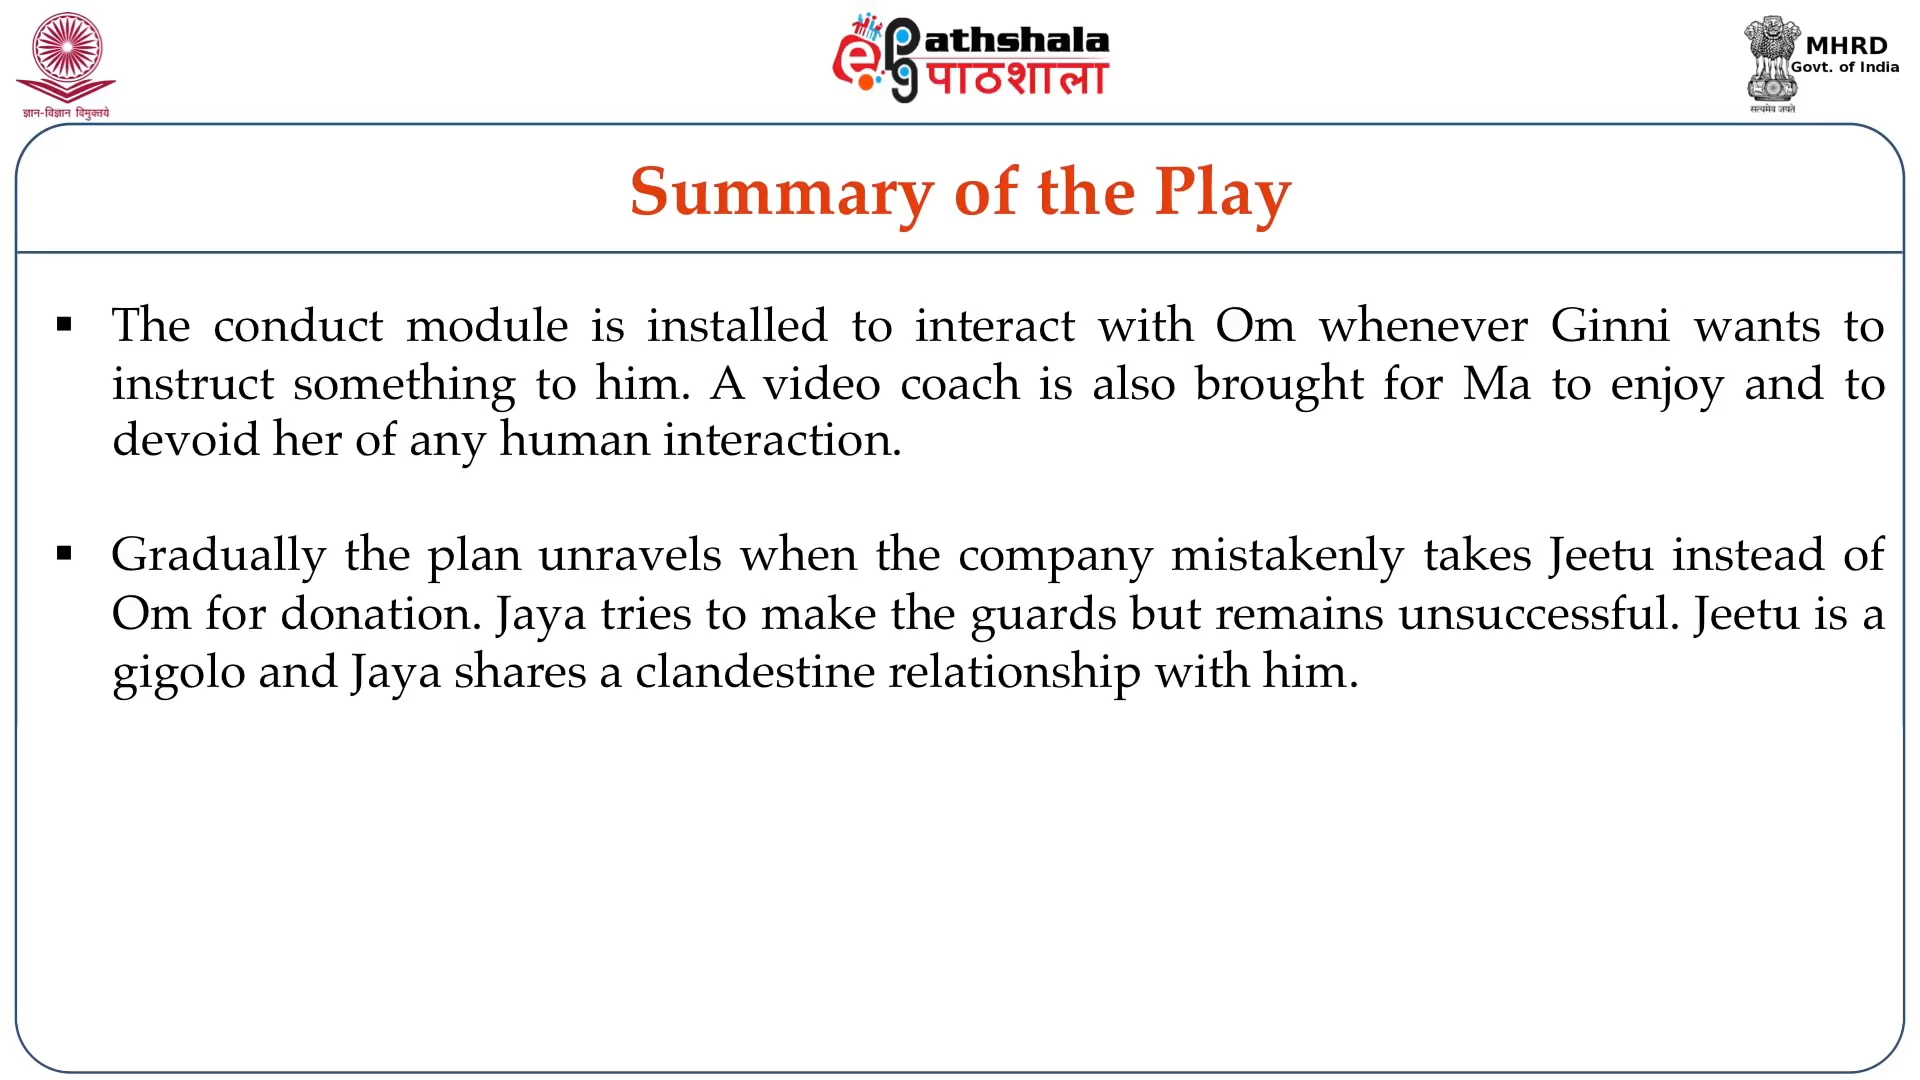 ज्ञान-विज्ञान विमुक्तये
e pg Pathshala
पाठशाला
MHRD
Govt. of India
सत्यमेव जयते
Summary of the Play
▪ The conduct module is installed to interact with Om whenever Ginni wants to
instruct something to him. A video coach is also brought for Ma to enjoy and to
devoid her of any human interaction.
▪ Gradually the plan unravels when the company mistakenly takes Jeetu instead of
Om for donation. Jaya tries to make the guards but remains unsuccessful. Jeetu is a
gigolo and Jaya shares a clandestine relationship with him.